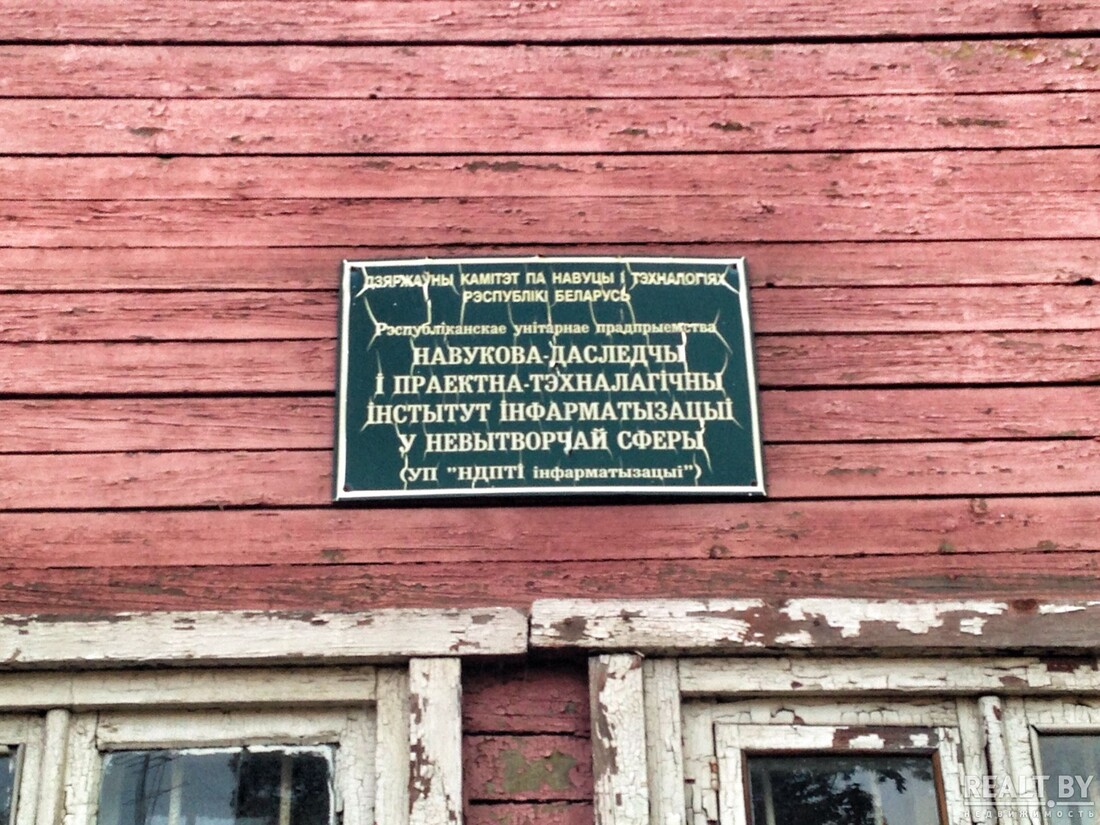 ДЗЯРЖАЎНЫ КАМІТЭТ ПА НАВУЦЫ І ТЭХНАЛОГІЯХ
РЭСПУБЛІКІ БЕЛАРУСЬ
Рэспубліканскае унітарнае прадпрыемства
НАВУКОВА-ДАСЛЕДЧЫ
І ПРАЕКТНА-ТЭХНАЛАГІЧНЫ
ІНСТЫТУТ ІНФАРМАТЫЗАЦЫІ
У НЕВЫТВОРЧАЙ СФЕРЫ
(УП "НДПТІ інфарматызацыі")
REALT.BY
НЕДВИЖИМОСТЬ